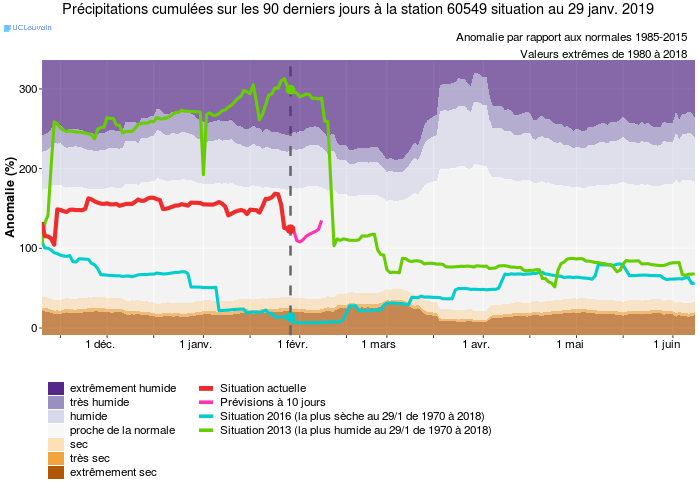 Précipitations cumulées sur les 90 derniers jours à la station 60549 situation au 29 janv. 2019
UCLouvain
Anomalie par rapport aux normales 1985-2015
Valeurs extrêmes de 1980 à 2018
Anomalie (%)
300
200
100
0
1 déc. 1 janv. 1 févr. 1 mars 1 avr. 1 mai 1 juin
extrêmement humide
très humide
humide
proche de la normale
sec
très sec
extrêmement sec
Situation actuelle
Prévisions à 10 jours
Situation 2016 (la plus sèche au 29/1 de 1970 à 2018)
Situation 2013 (la plus humide au 29/1 de 1970 à 2018)